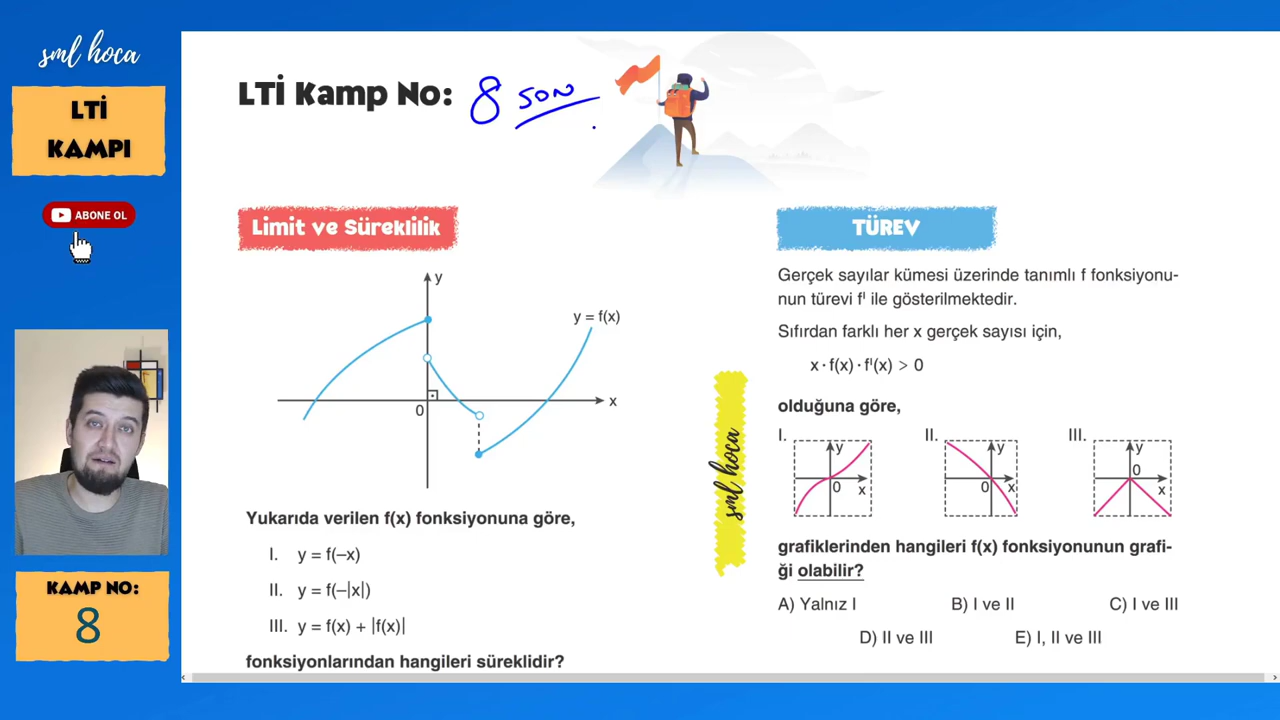 sml hoca
LTİ
KAMPI
ABONE OL
KAMP NO:
8
LTİ Kamp No: 8 SON
Limit ve Süreklilik
y
y = f(x)
x
0
Yukarıda verilen f(x) fonksiyonuna göre,
I. y = f(–x)
II. y = f(–|x|)
III. y = f(x) + |f(x)|
fonksiyonlarından hangileri süreklidir?
sml hoca
TÜREV
Gerçek sayılar kümesi üzerinde tanımlı f fonksiyonu-
nun türevi fᴵ ile gösterilmektedir.
Sıfırdan farklı her x gerçek sayısı için,
x · f(x) · fᴵ(x) > 0
olduğuna göre,
I. II. III.
y y y
0 x 0 x 0 x
grafiklerinden hangileri f(x) fonksiyonunun grafi-
ği olabilir?
A) Yalnız I B) I ve II C) I ve III
D) II ve III E) I, II ve III